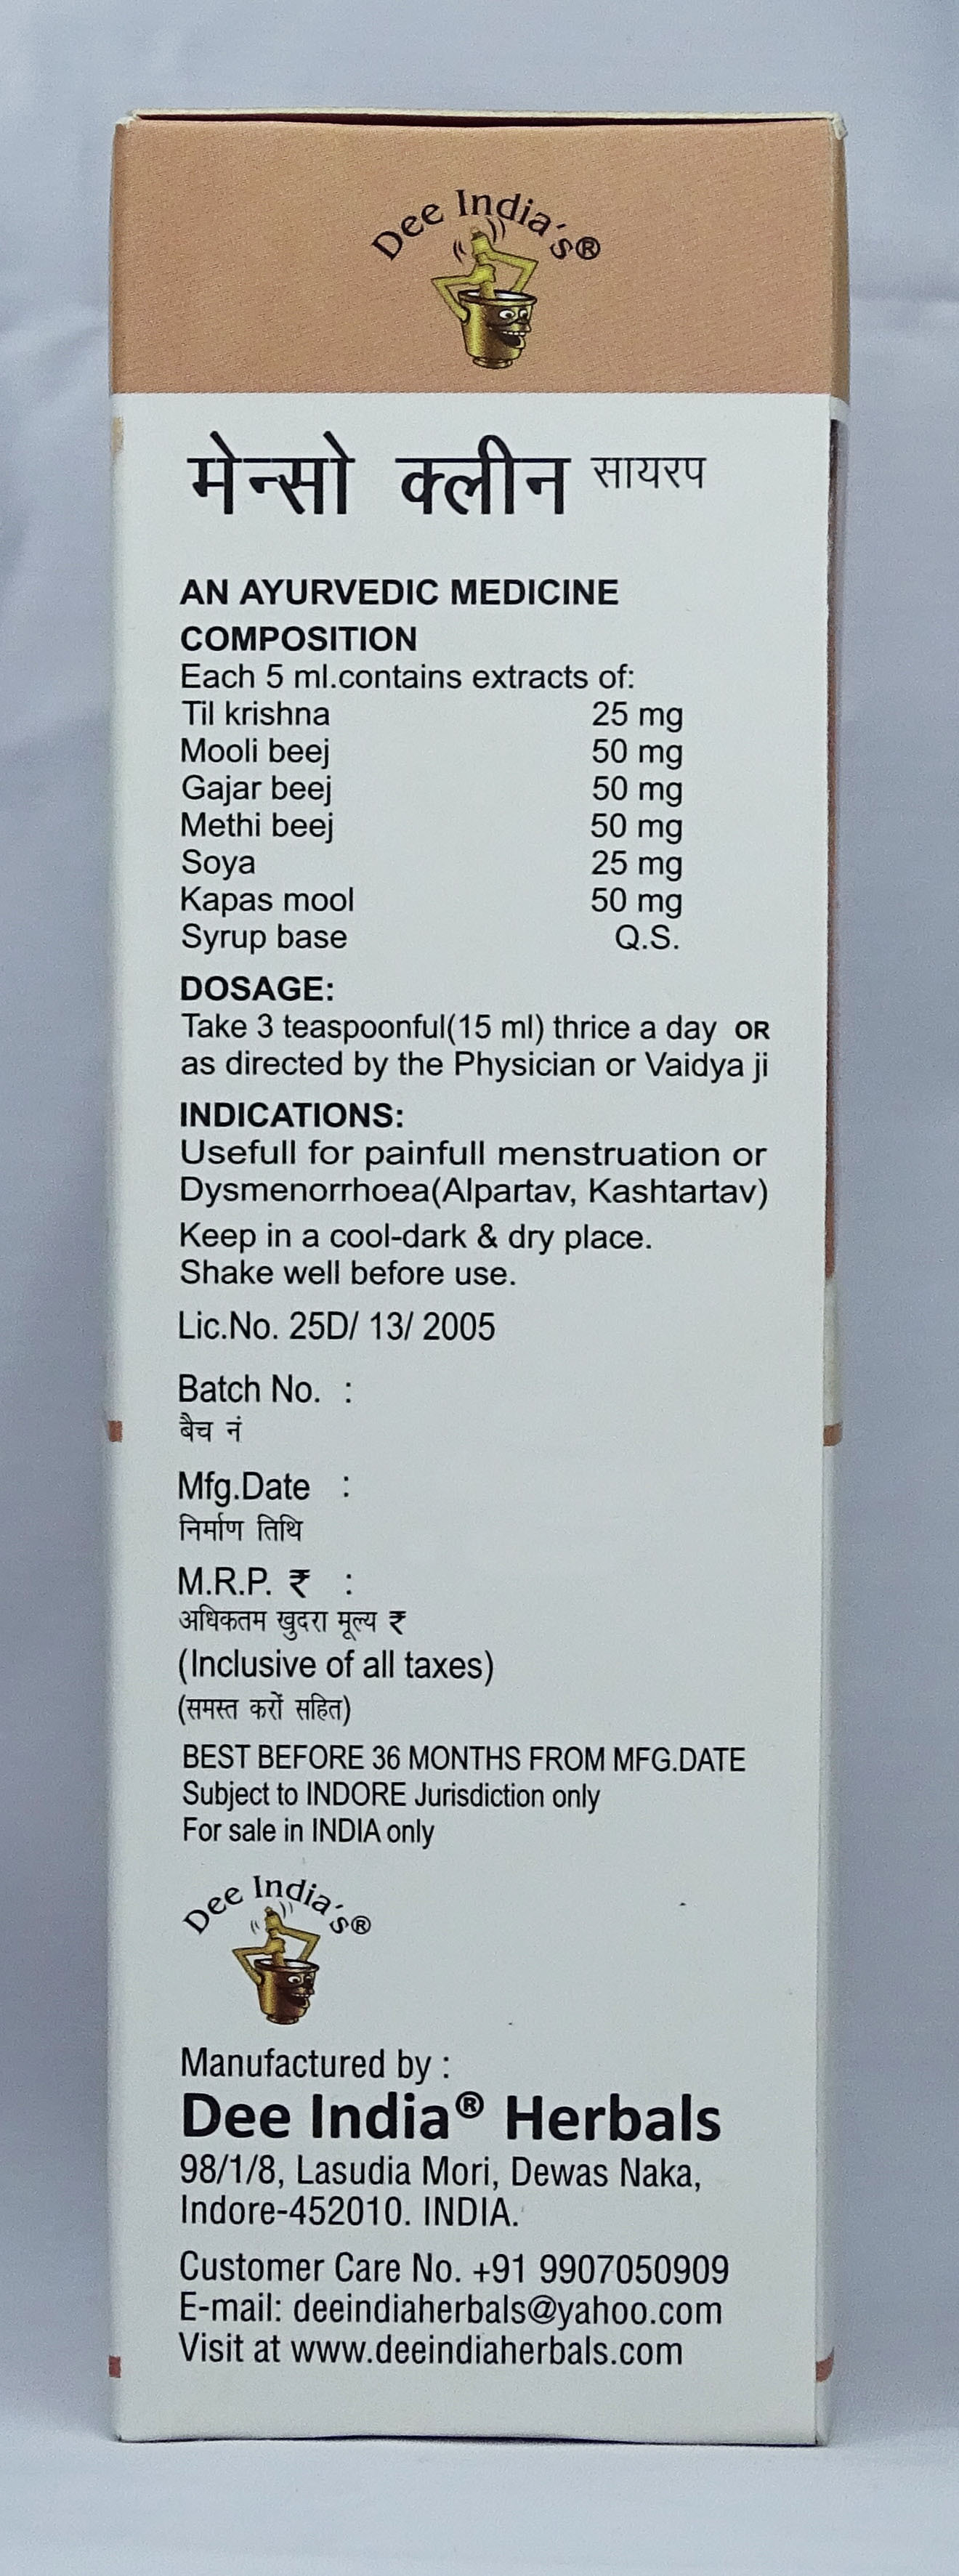 Dee India's®
मेन्सो क्लीन सायरप
AN AYURVEDIC MEDICINE
COMPOSITION
Each 5 ml.contains extracts of:
Til krishna 25 mg
Mooli beej 50 mg
Gajar beej 50 mg
Methi beej 50 mg
Soya 25 mg
Kapas mool 50 mg
Syrup base Q.S.
DOSAGE:
Take 3 teaspoonful(15 ml) thrice a day OR
as directed by the Physician or Vaidya ji
INDICATIONS:
Usefull for painfull menstruation or
Dysmenorrhoea(Alpartav, Kashtartav)
Keep in a cool-dark & dry place.
Shake well before use.
Lic.No. 25D/ 13/ 2005
Batch No. :
बैच नं
Mfg.Date :
निर्माण तिथि
M.R.P. ₹ :
अधिकतम खुदरा मूल्य ₹
(Inclusive of all taxes)
(समस्त करों सहित)
BEST BEFORE 36 MONTHS FROM MFG.DATE
Subject to INDORE Jurisdiction only
For sale in INDIA only
Dee India's®
Manufactured by :
Dee India® Herbals
98/1/8, Lasudia Mori, Dewas Naka,
Indore-452010. INDIA.
Customer Care No. +91 9907050909
E-mail: deeindiaherbals@yahoo.com
Visit at www.deeindiaherbals.com